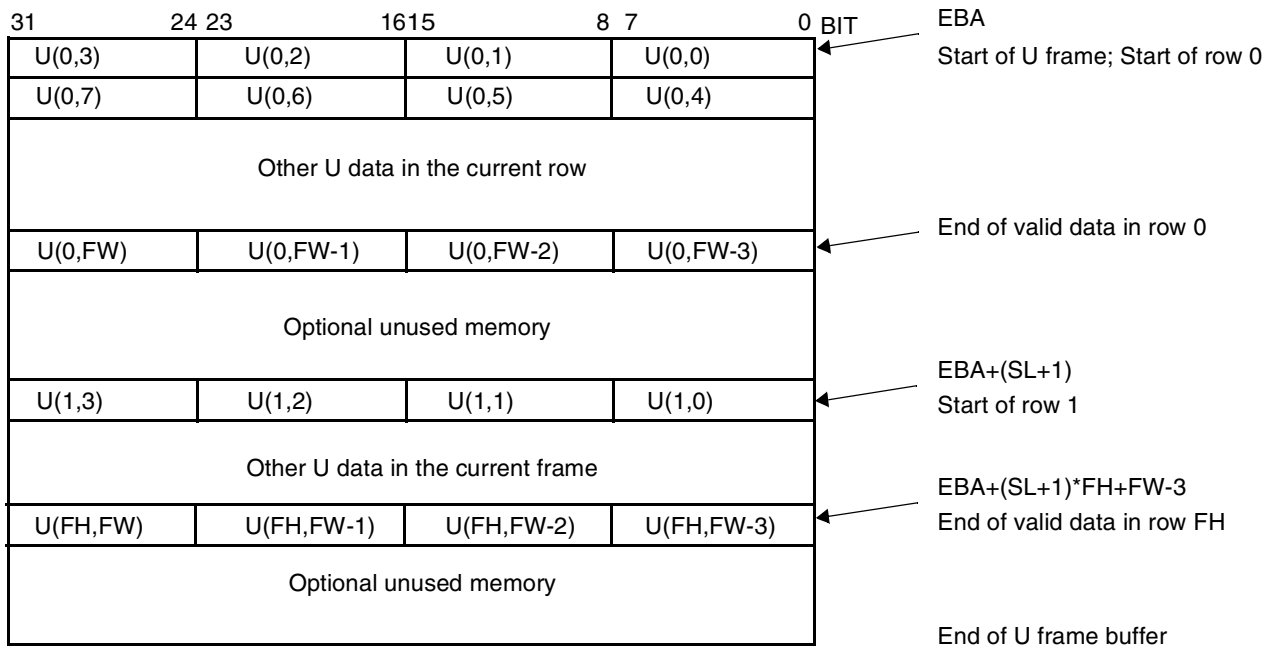 31 24 23 1615 8 7 0 BIT
EBA
U(0,3) U(0,2) U(0,1) U(0,0)
Start of U frame; Start of row 0
U(0,7) U(0,6) U(0,5) U(0,4)
Other U data in the current row
End of valid data in row 0
U(0,FW) U(0,FW-1) U(0,FW-2) U(0,FW-3)
Optional unused memory
EBA+(SL+1)
U(1,3) U(1,2) U(1,1) U(1,0)
Start of row 1
Other U data in the current frame
EBA+(SL+1)*FH+FW-3
U(FH,FW) U(FH,FW-1) U(FH,FW-2) U(FH,FW-3)
End of valid data in row FH
Optional unused memory
End of U frame buffer